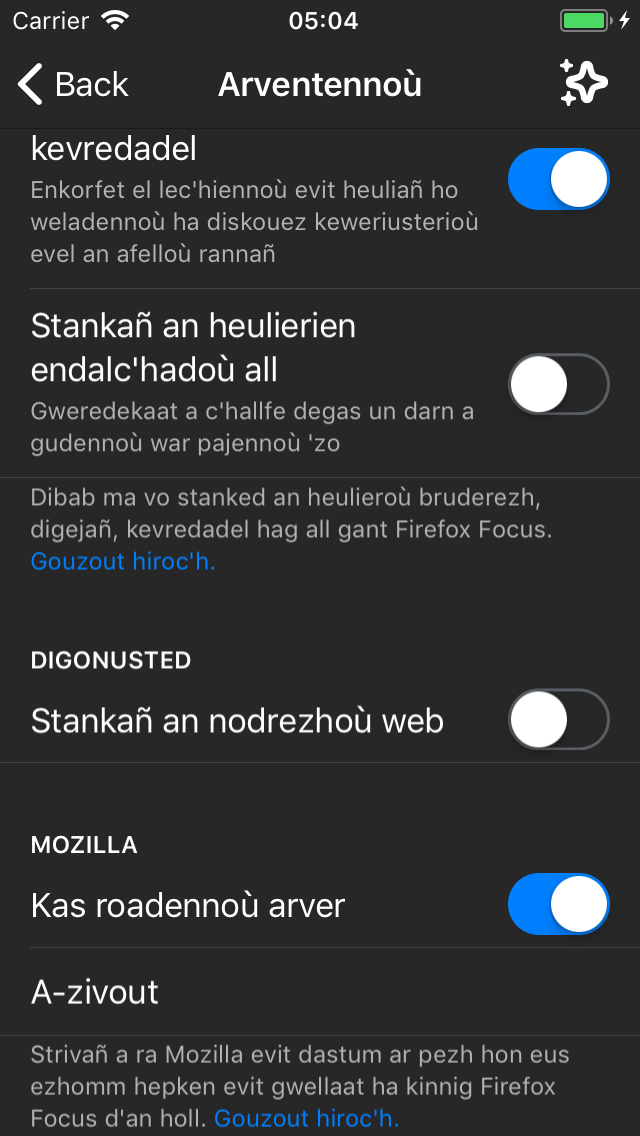 Carrier 05:04
Back Arventennoù
kevredadel
Enkorfet el lec'hiennoù evit heuliañ ho
weladennoù ha diskouez keweriusterioù
evel an afelloù rannañ
Stankañ an heulierien
endalc'hadoù all
Gweredekaat a c'hallfe degas un darn a
gudennoù war pajennoù 'zo
Dibab ma vo stanked an heulieroù bruderezh,
digejañ, kevredadel hag all gant Firefox Focus.
Gouzout hiroc'h.
DIGONUSTED
Stankañ an nodrezhoù web
MOZILLA
Kas roadennoù arver
A-zivout
Strivañ a ra Mozilla evit dastum ar pezh hon eus
ezhomm hepken evit gwellaat ha kinnig Firefox
Focus d'an holl. Gouzout hiroc'h.